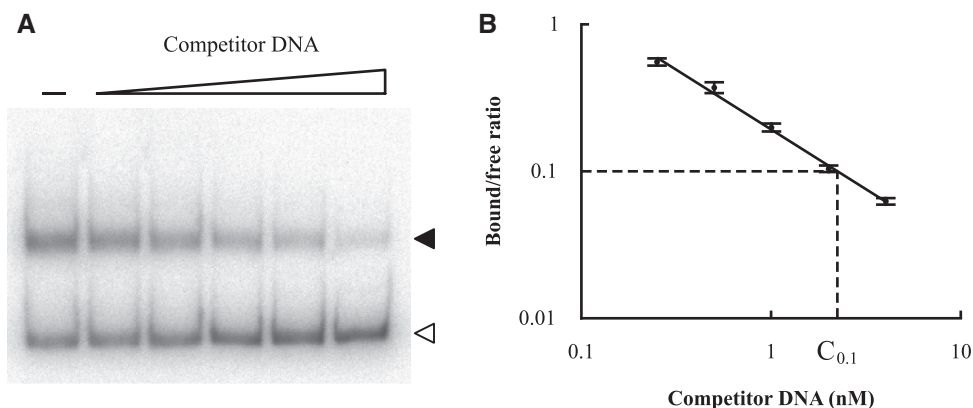 A
Competitor DNA
B
Bound/free ratio
1
0.1
0.01
0.1
1
C0.1
10
Competitor DNA (nM)